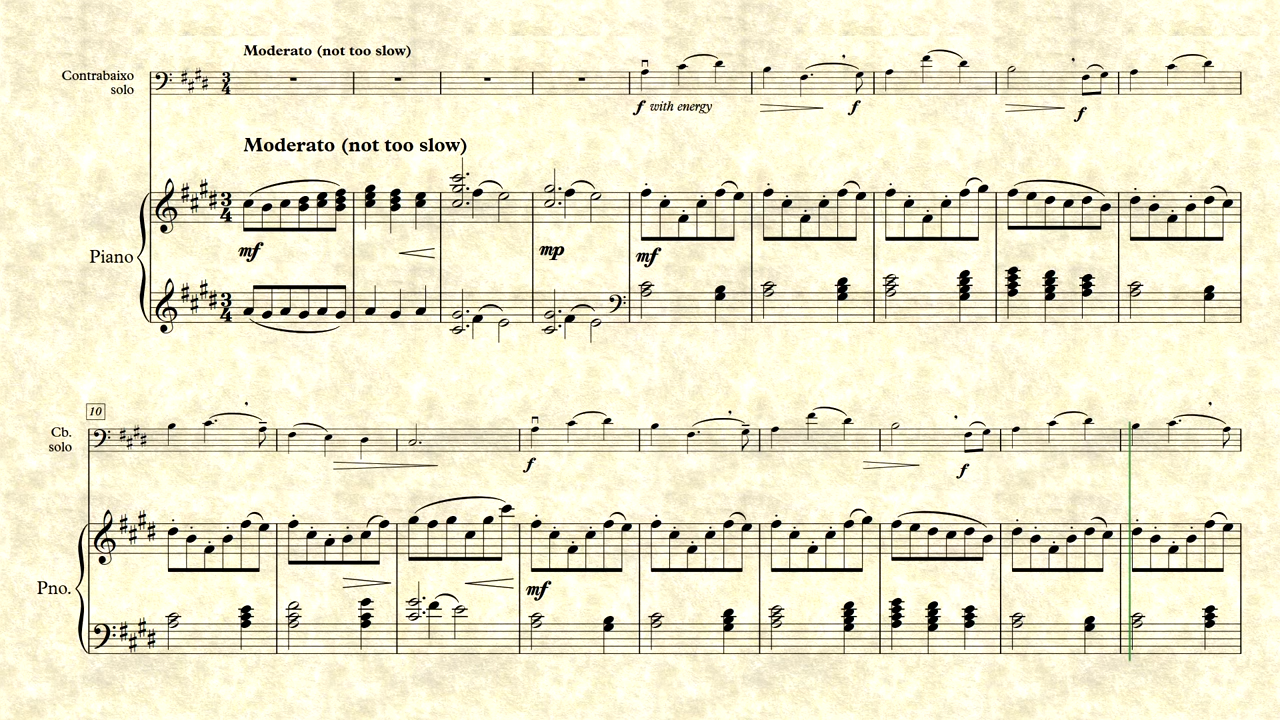 Moderato (not too slow)
Contrabaixo
solo
f with energy
f
f
Moderato (not too slow)
Piano
mf
mp
mf
10
Cb.
solo
f
f
Pno.
mf